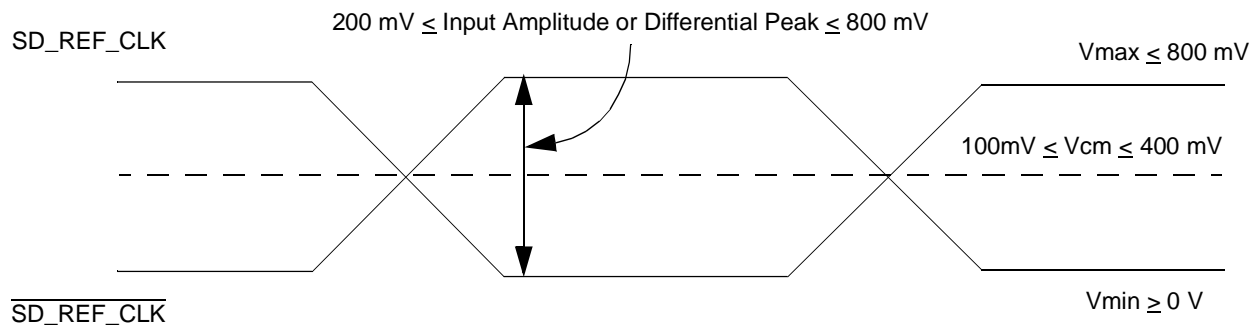 200 mV ≤ Input Amplitude or Differential Peak ≤ 800 mV
SD_REF_CLK
Vmax ≤ 800 mV
100mV ≤ Vcm ≤ 400 mV
SD_REF_CLK
Vmin ≥ 0 V